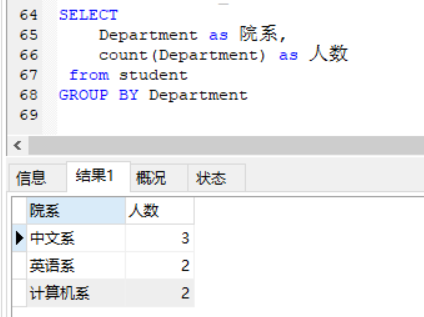 64 SELECT
65 Department as 院系,
66 count(Department) as 人数
67 from student
68 GROUP BY Department
69
信息 结果1 概况 状态
院系 人数
中文系 3
英语系 2
计算机系 2